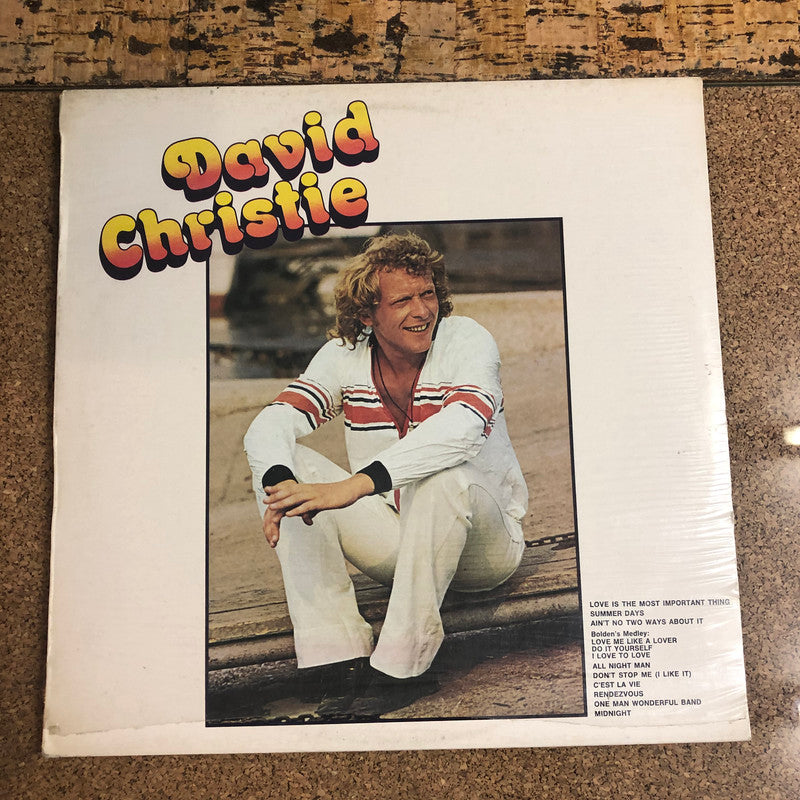 David
Christie
LOVE IS THE MOST IMPORTANT THING
SUMMER DAYS
AIN'T NO TWO WAYS ABOUT IT
Bolden's Medley:
LOVE ME LIKE A LOVER
DO IT YOURSELF
I LOVE TO LOVE
ALL NIGHT MAN
DON'T STOP ME (I LIKE IT)
C'EST LA VIE
RENDEZVOUS
ONE MAN WONDERFUL BAND
MIDNIGHT